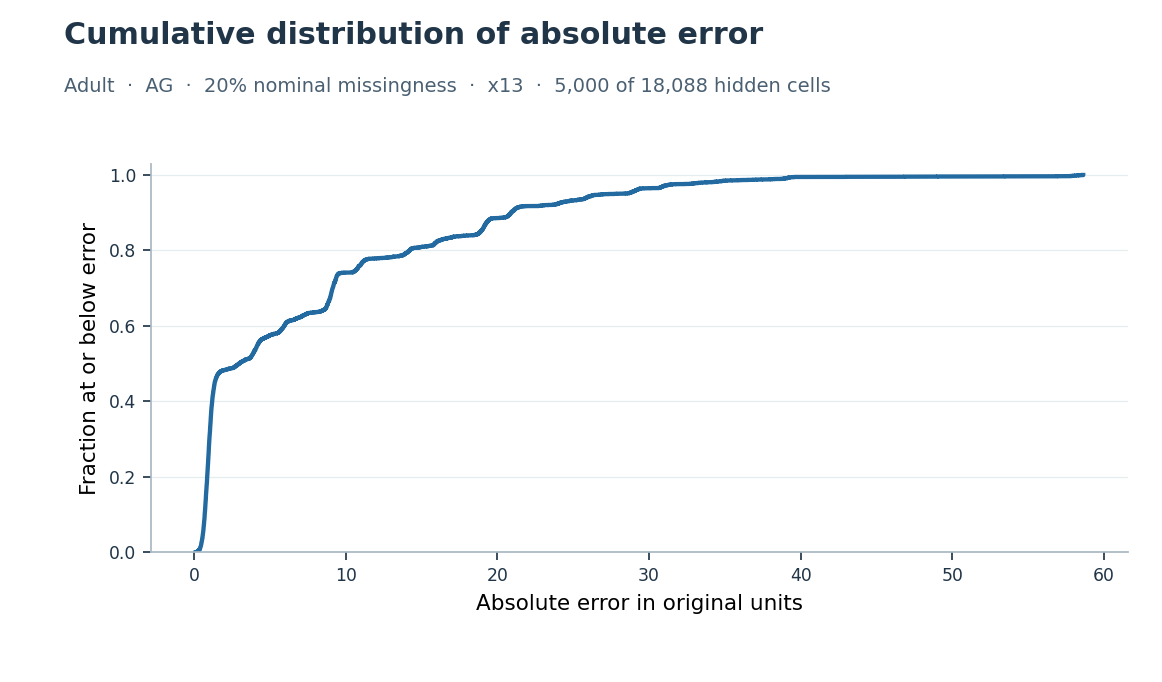 Cumulative distribution of absolute error
Adult · AG · 20% nominal missingness · x13 · 5,000 of 18,088 hidden cells
Fraction at or below error
1.0
0.8
0.6
0.4
0.2
0.0
0 10 20 30 40 50 60
Absolute error in original units